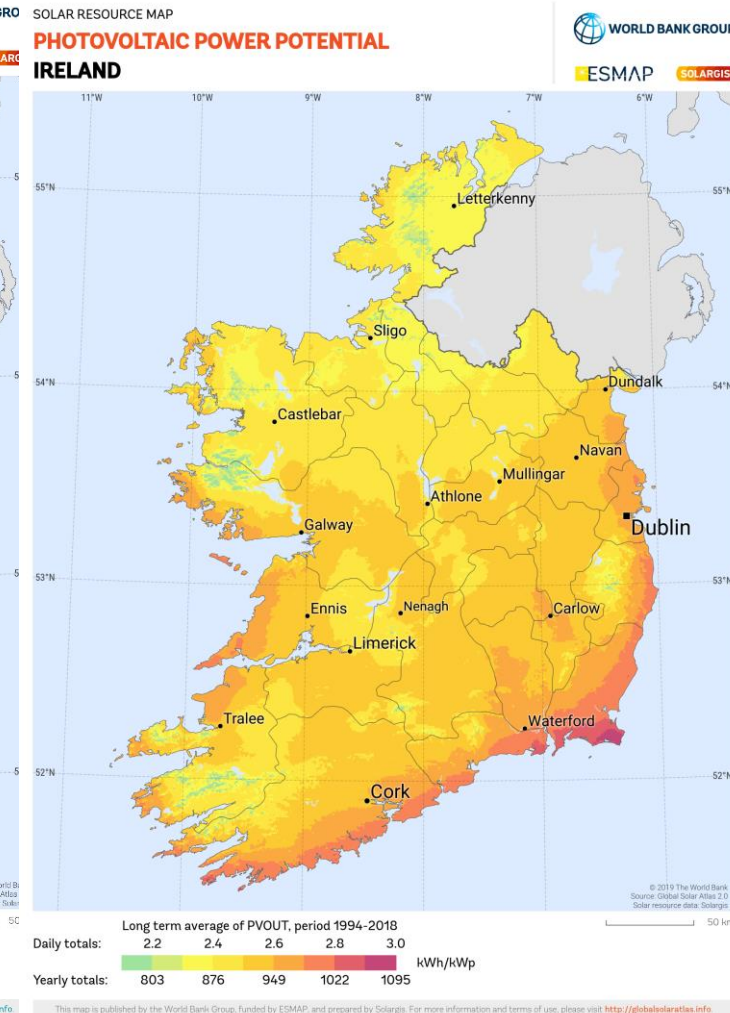 SOLAR RESOURCE MAP
PHOTOVOLTAIC POWER POTENTIAL
IRELAND
WORLD BANK GROUP
ESMAP
SOLARGIS
11°W 10°W 9°W 8°W 7°W 6°W
55°N 55°N
Letterkenny
Sligo
54°N 54°N
Dundalk
Castlebar
Navan
Mullingar
Athlone
Galway
Dublin
53°N 53°N
Ennis
Nenagh
Carlow
Limerick
Tralee
Waterford
52°N 52°N
Cork
© 2019 The World Bank
Source: Global Solar Atlas 2.0
Solar resource data: Solargis
50 km
Long term average of PVOUT, period 1994-2018
Daily totals: 2.2 2.4 2.6 2.8 3.0
kWh/kWp
Yearly totals: 803 876 949 1022 1095
This map is published by the World Bank Group, funded by ESMAP, and prepared by Solargis. For more information and terms of use, please visit http://globalsolaratlas.info.